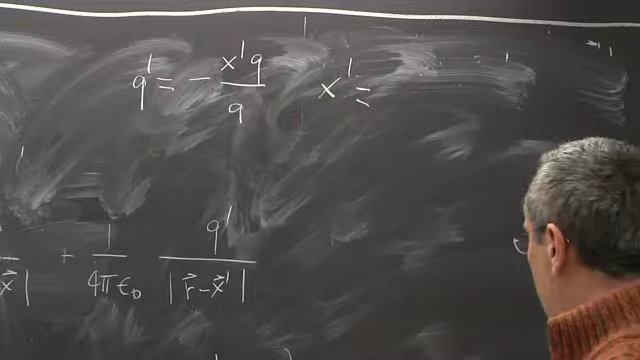 q' = - x'q / a x' =
x⃗| + 1 / 4πϵ₀ q' / |r⃗ - x⃗'|